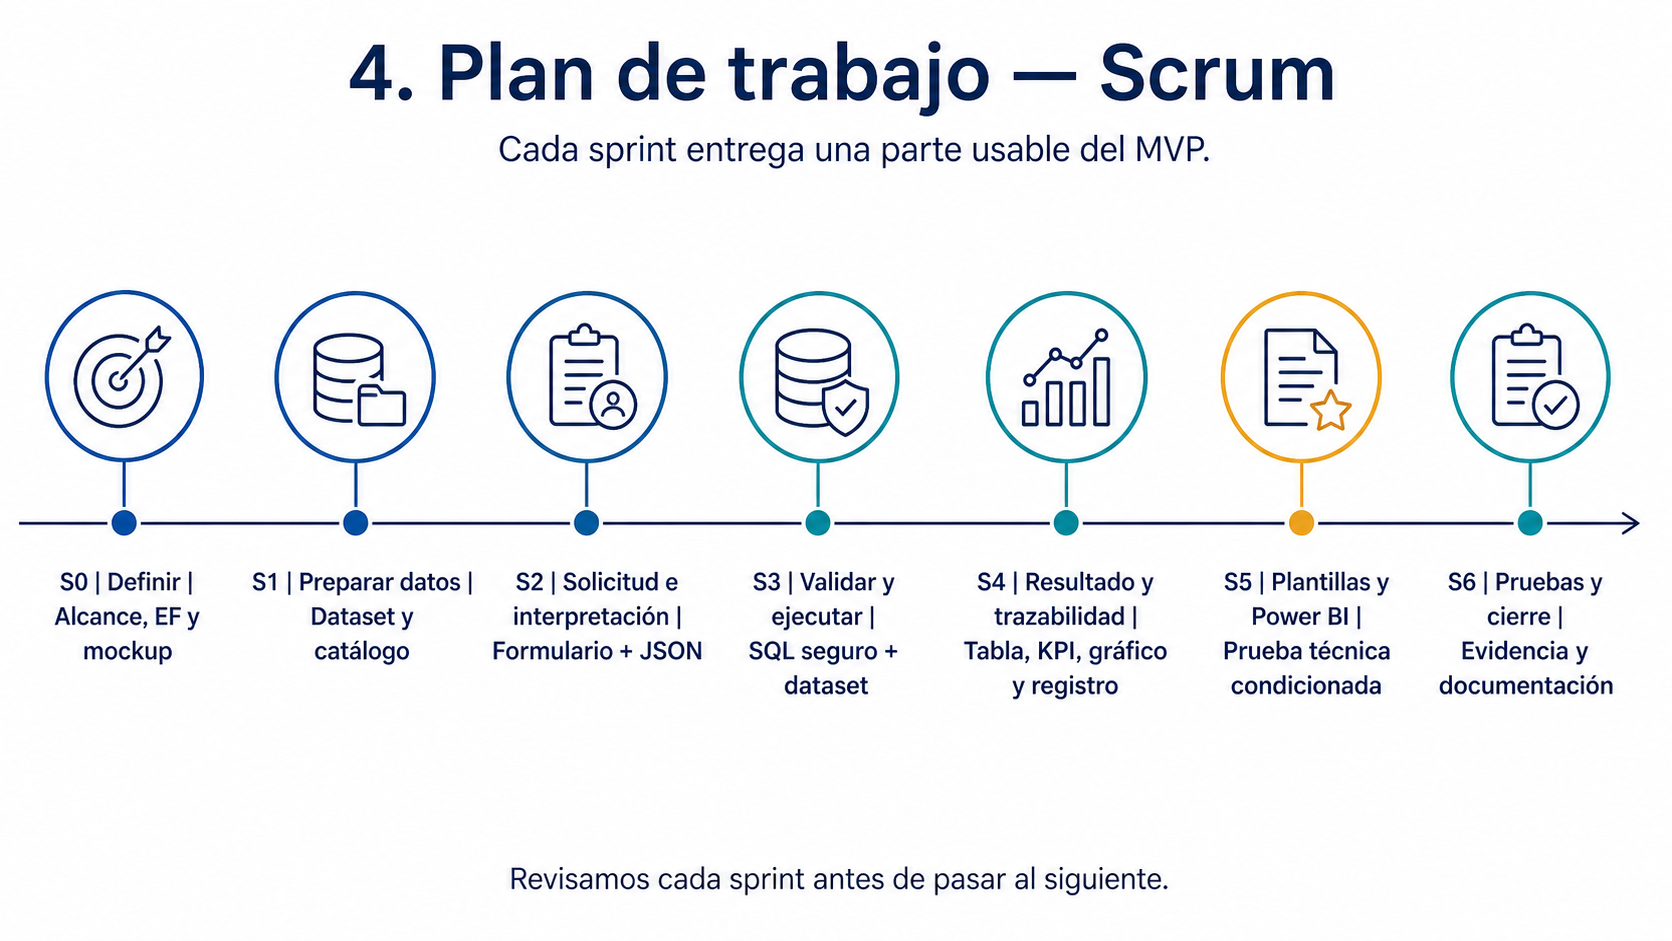 4. Plan de trabajo — Scrum
Cada sprint entrega una parte usable del MVP.
S0 | Definir |
Alcance, EF y
mockup
S1 | Preparar datos |
Dataset y
catálogo
S2 | Solicitud e
interpretación |
Formulario + JSON
S3 | Validar y
ejecutar |
SQL seguro +
dataset
S4 | Resultado y
trazabilidad |
Tabla, KPI, gráfico
y registro
S5 | Plantillas y
Power BI |
Prueba técnica
condicionada
S6 | Pruebas y
cierre |
Evidencia y
documentación
Revisamos cada sprint antes de pasar al siguiente.